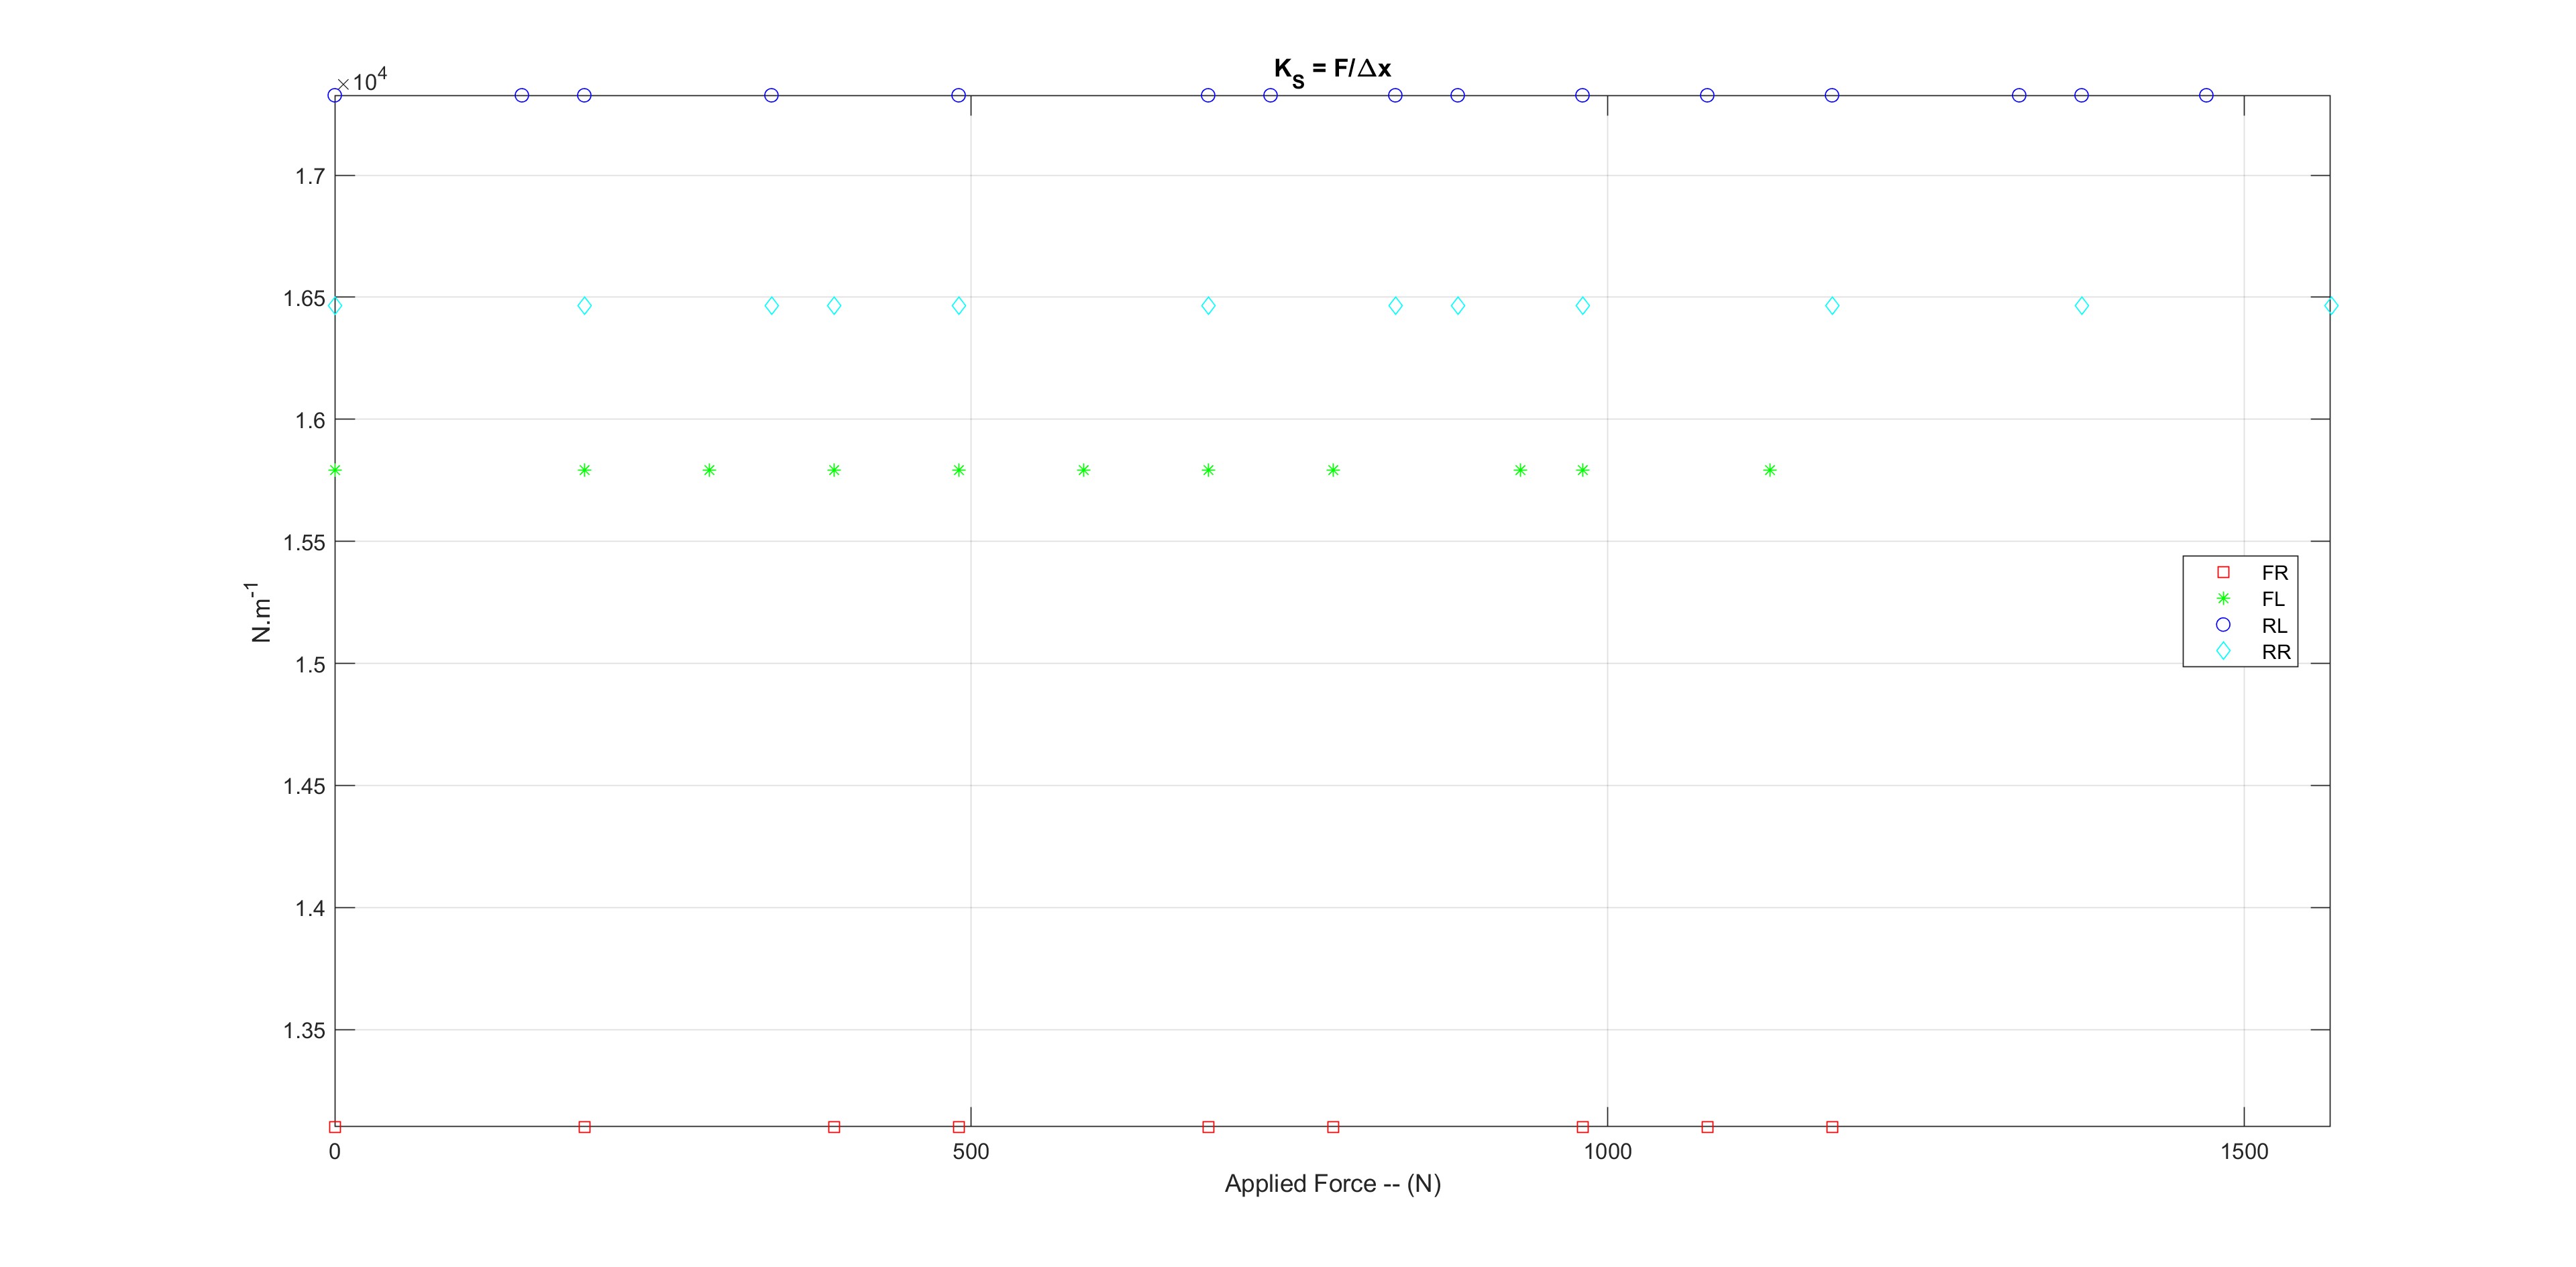 K_S = F/Δx
×10^4
1.7
1.65
1.6
1.55
1.5
1.45
1.4
1.35
N.m^-1
FR
FL
RL
RR
0 500 1000 1500
Applied Force -- (N)